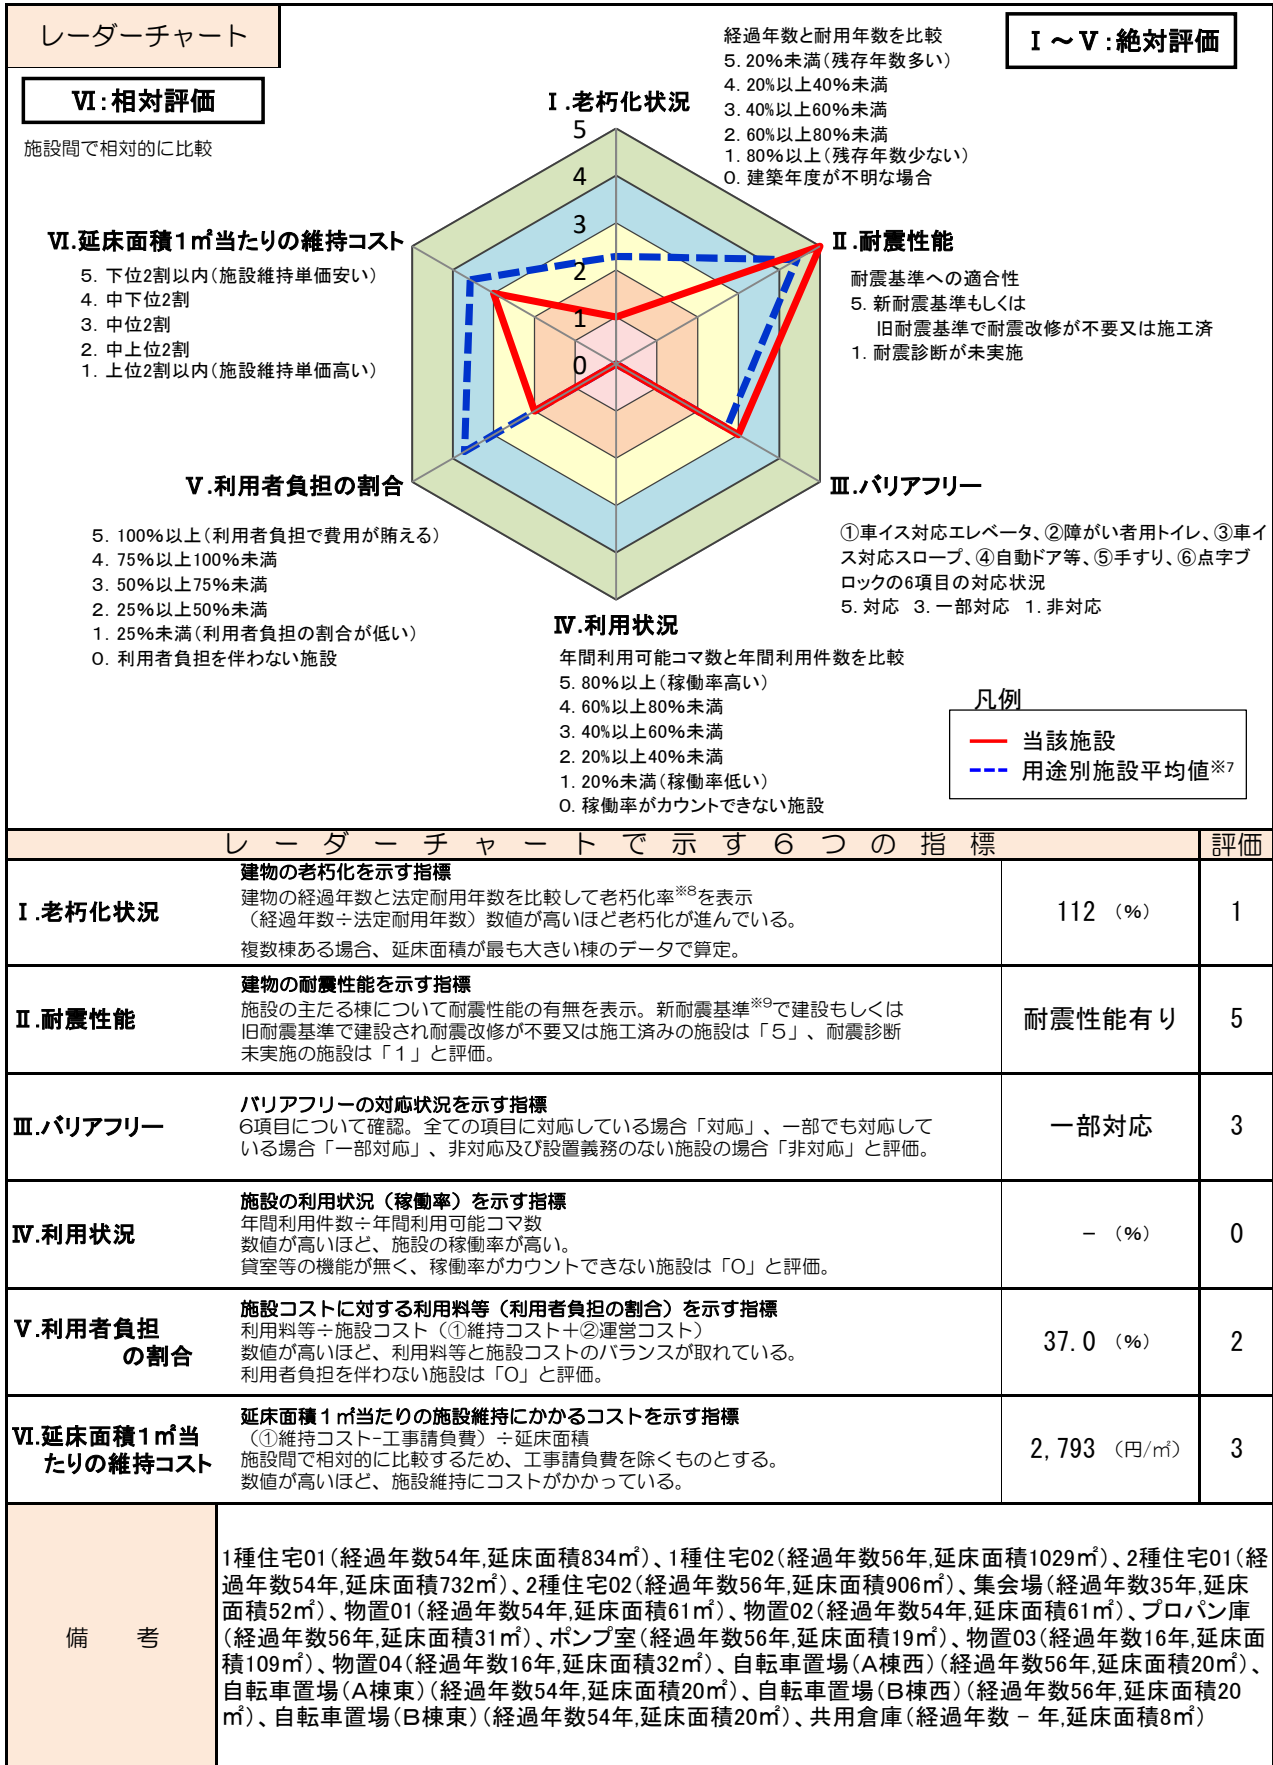 レーダーチャート
Ⅰ～Ⅴ：絶対評価
Ⅵ：相対評価
施設間で相対的に比較
経過年数と耐用年数を比較
5. 20%未満（残存年数多い）
4. 20%以上40%未満
3. 40%以上60%未満
2. 60%以上80%未満
1. 80%以上（残存年数少ない）
0. 建築年度が不明な場合
Ⅰ.老朽化状況
5
4
3
2
1
0
Ⅱ.耐震性能
耐震基準への適合性
5. 新耐震基準もしくは
旧耐震基準で耐震改修が不要又は施工済
1. 耐震診断が未実施
Ⅵ.延床面積1㎡当たりの維持コスト
5. 下位2割以内（施設維持単価安い）
4. 中下位2割
3. 中位2割
2. 中上位2割
1. 上位2割以内（施設維持単価高い）
Ⅴ.利用者負担の割合
5. 100%以上（利用者負担で費用が賄える）
4. 75%以上100%未満
3. 50%以上75%未満
2. 25%以上50%未満
1. 25%未満（利用者負担の割合が低い）
0. 利用者負担を伴わない施設
Ⅲ.バリアフリー
①車イス対応エレベータ、②障がい者用トイレ、③車イ
ス対応スロープ、④自動ドア等、⑤手すり、⑥点字ブ
ロックの6項目の対応状況
5. 対応 3. 一部対応 1. 非対応
Ⅳ.利用状況
年間利用可能コマ数と年間利用件数を比較
5. 80%以上（稼働率高い）
4. 60%以上80%未満
3. 40%以上60%未満
2. 20%以上40%未満
1. 20%未満（稼働率低い）
0. 稼働率がカウントできない施設
凡例
当該施設
用途別施設平均値※7
レーダーチャートで示す6つの指標 評価
Ⅰ.老朽化状況
建物の老朽化を示す指標
建物の経過年数と法定耐用年数を比較して老朽化率※8を表示
（経過年数÷法定耐用年数）数値が高いほど老朽化が進んでいる。
複数棟ある場合、延床面積が最も大きい棟のデータで算定。
112 （%） 1
Ⅱ.耐震性能
建物の耐震性能を示す指標
施設の主たる棟について耐震性能の有無を表示。新耐震基準※9で建設もしくは
旧耐震基準で建設され耐震改修が不要又は施工済みの施設は「5」、耐震診断
未実施の施設は「1」と評価。
耐震性能有り 5
Ⅲ.バリアフリー
バリアフリーの対応状況を示す指標
6項目について確認。全ての項目に対応している場合「対応」、一部でも対応して
いる場合「一部対応」、非対応及び設置義務のない施設の場合「非対応」と評価。
一部対応 3
Ⅳ.利用状況
施設の利用状況（稼働率）を示す指標
年間利用件数÷年間利用可能コマ数
数値が高いほど、施設の稼働率が高い。
貸室等の機能が無く、稼働率がカウントできない施設は「0」と評価。
－ （%） 0
Ⅴ.利用者負担
の割合
施設コストに対する利用料等（利用者負担の割合）を示す指標
利用料等÷施設コスト（①維持コスト＋②運営コスト）
数値が高いほど、利用料等と施設コストのバランスが取れている。
利用者負担を伴わない施設は「0」と評価。
37.0 （%） 2
Ⅵ.延床面積1㎡当
たりの維持コスト
延床面積1㎡当たりの施設維持にかかるコストを示す指標
（①維持コスト-工事請負費）÷延床面積
施設間で相対的に比較するため、工事請負費を除くものとする。
数値が高いほど、施設維持にコストがかかっている。
2,793 （円/㎡） 3
備 考
1種住宅01（経過年数54年,延床面積834㎡）、1種住宅02（経過年数56年,延床面積1029㎡）、2種住宅01（経
過年数54年,延床面積732㎡）、2種住宅02（経過年数56年,延床面積906㎡）、集会場（経過年数35年,延床
面積52㎡）、物置01（経過年数54年,延床面積61㎡）、物置02（経過年数54年,延床面積61㎡）、プロパン庫
（経過年数56年,延床面積31㎡）、ポンプ室（経過年数56年,延床面積19㎡）、物置03（経過年数16年,延床面
積109㎡）、物置04（経過年数16年,延床面積32㎡）、自転車置場（A棟西）（経過年数56年,延床面積20㎡）、
自転車置場（A棟東）（経過年数54年,延床面積20㎡）、自転車置場（B棟西）（経過年数56年,延床面積20
㎡）、自転車置場（B棟東）（経過年数54年,延床面積20㎡）、共用倉庫（経過年数 － 年,延床面積8㎡）